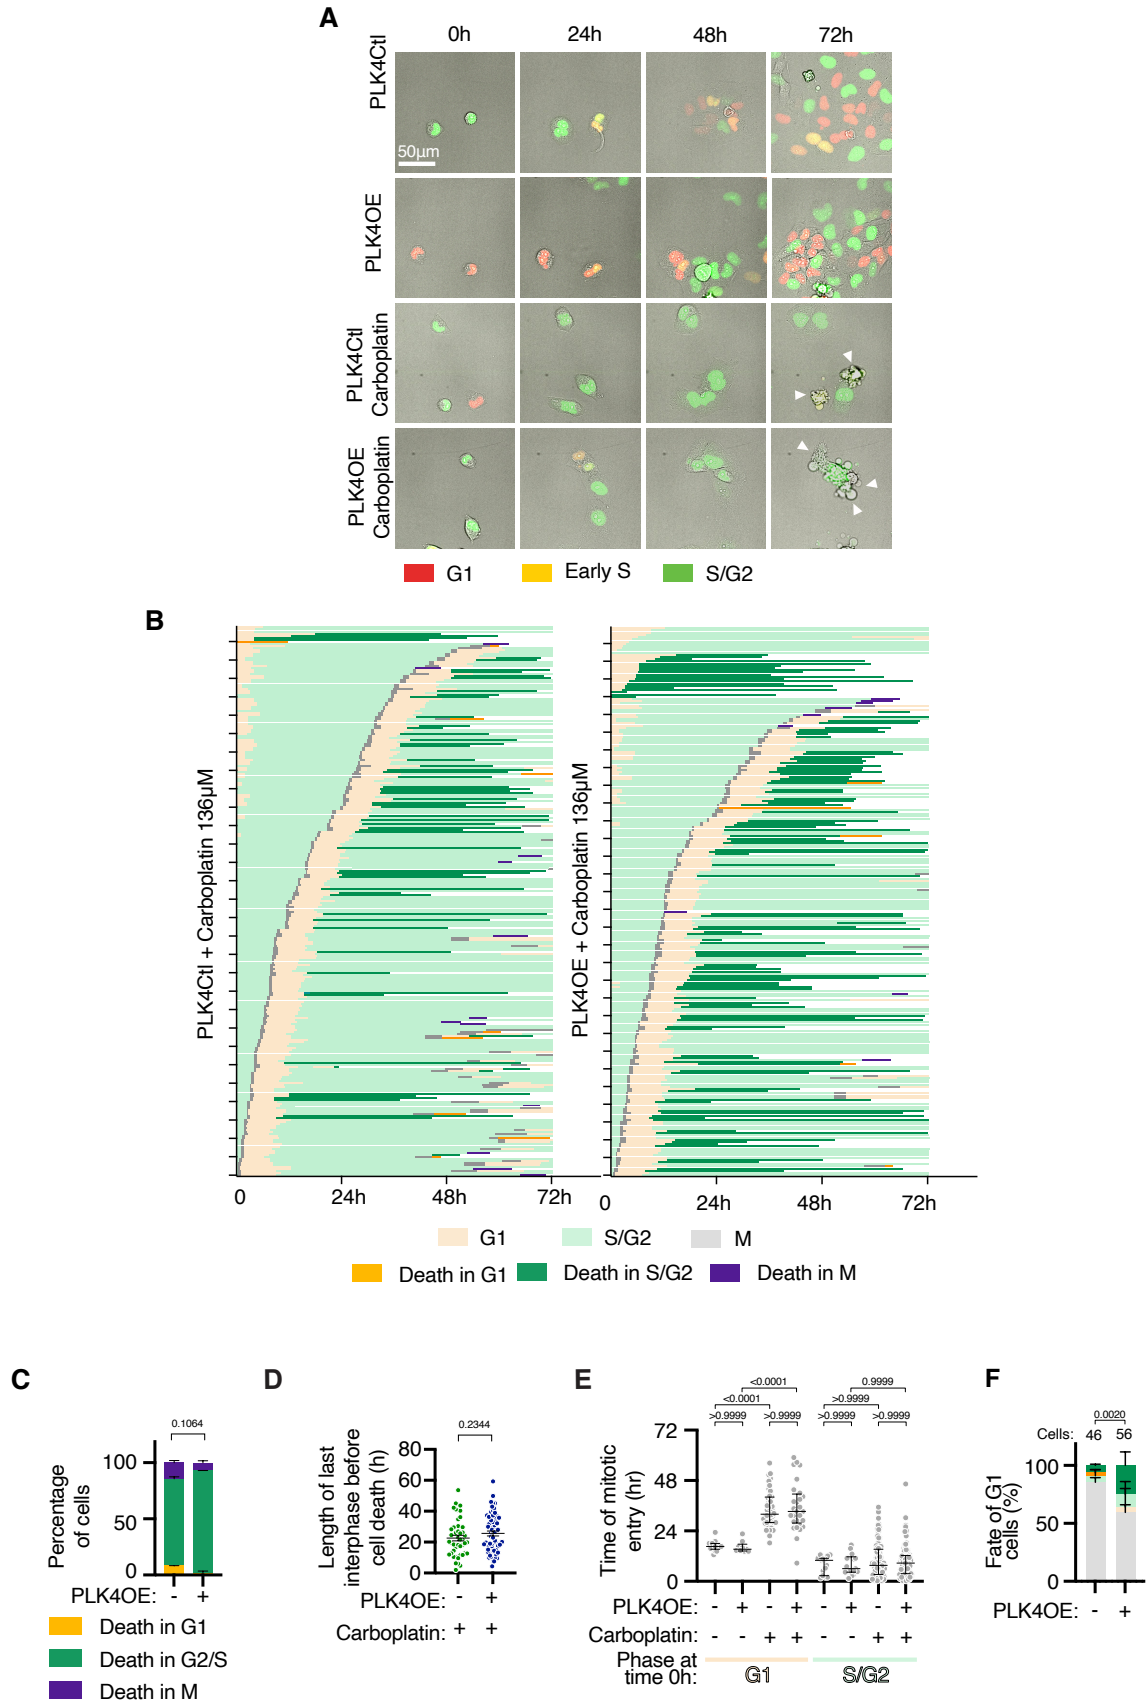 A
0h 24h 48h 72h
PLK4Ctl
50µm
PLK4OE
PLK4Ctl
Carboplatin
PLK4OE
Carboplatin
G1 Early S S/G2
B
PLK4Ctl + Carboplatin 136µM
PLK4OE + Carboplatin 136µM
0 24h 48h 72h
0 24h 48h 72h
G1 S/G2 M
Death in G1 Death in S/G2 Death in M
C
0.1064
Percentage
of cells
100
50
0
- +
PLK4OE:
Death in G1
Death in G2/S
Death in M
D
0.2344
Length of last
interphase before
cell death (h)
80
60
40
20
0
PLK4OE: - +
Carboplatin: + +
E
<0.0001 0.9999
<0.0001 >0.9999
>0.9999 >0.9999 >0.9999 >0.9999
Time of mitotic
entry (hr)
72
48
24
0
PLK4OE: - + - + - + - +
Carboplatin: - - + + - - + +
Phase at
time 0h:
G1 S/G2
F
0.0020
Cells: 46 56
Fate of G1
cells (%)
100
50
0
PLK4OE: - +